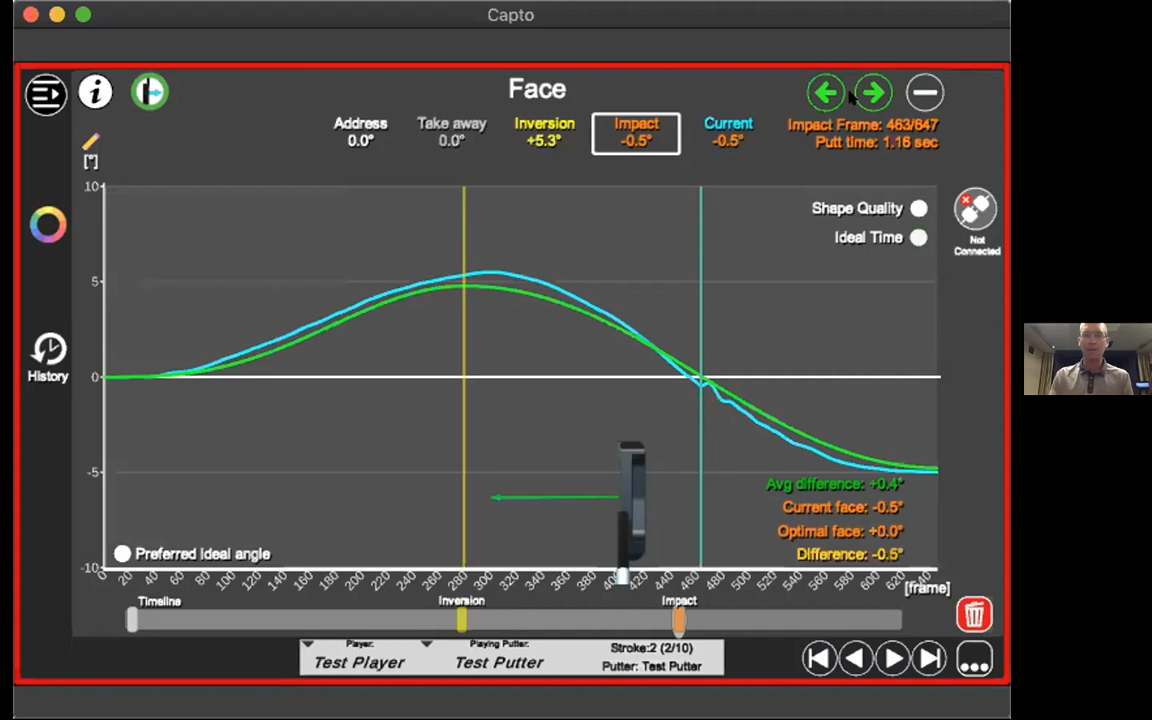 Capto
Face
Address Take away Inversion Impact Current
0.0° 0.0° +5.3° -0.5° -0.5°
Impact Frame: 463/647
Putt time: 1.16 sec
[°]
10
5
0
-5
-10
Shape Quality
Ideal Time
Not
Connected
History
Avg difference: +0.4°
Current face: -0.5°
Optimal face: +0.0°
Difference: -0.5°
Preferred Ideal angle
0 20 40 60 80 100 120 140 160 180 200 220 240 260 280 300 320 340 360 380 400 420 440 460 480 500 520 540 560 580 600 620 640
[frame]
Timeline Inversion Impact
Player: Playing Putter:
Test Player Test Putter
Stroke:2 (2/10)
Putter: Test Putter